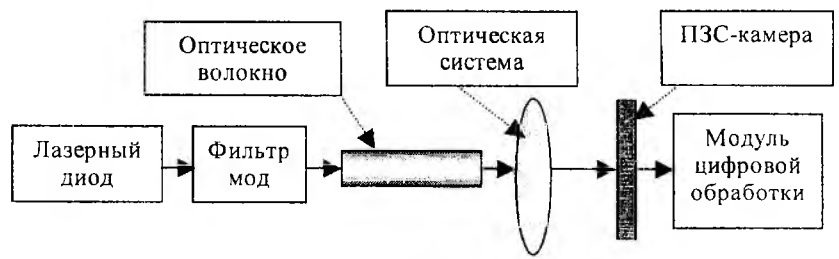 Оптическое
волокно
Оптическая
система
ПЗС-камера
Лазерный
диод
Фильтр
мод
Модуль
цифровой
обработки